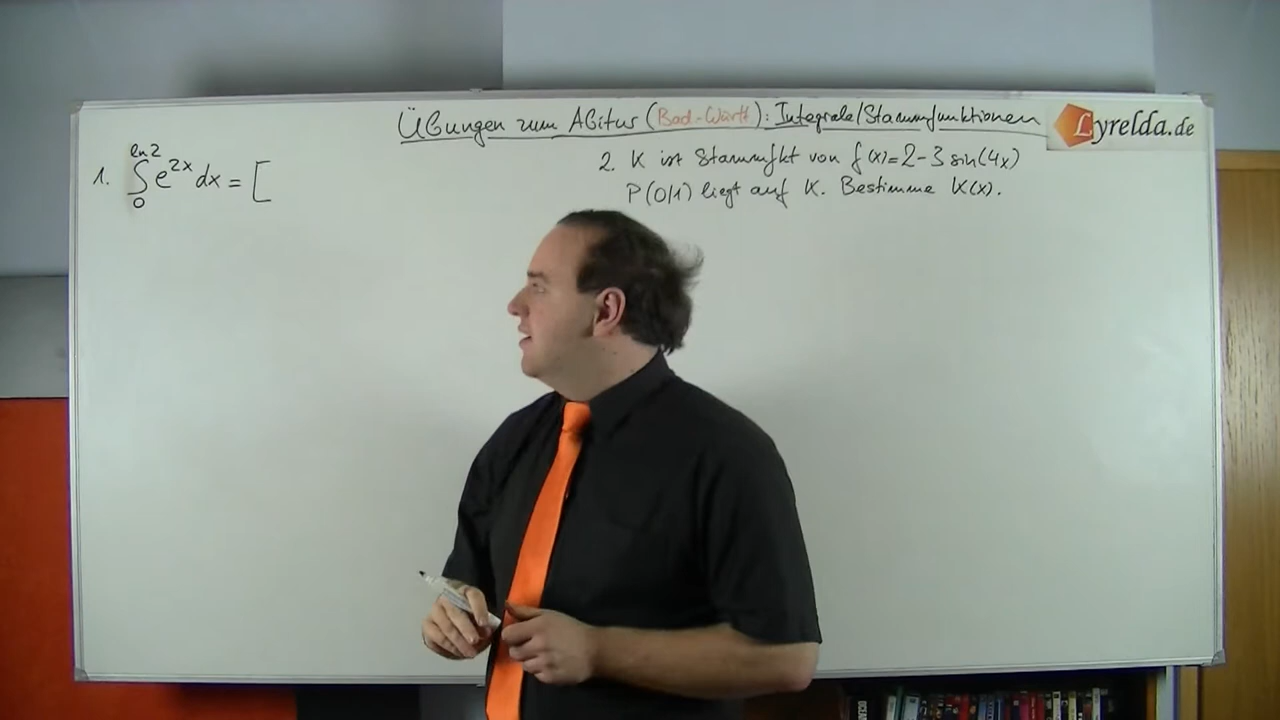 Übungen zum Abitur (Bad-Württ.): Integrale/Stammfunktionen
Lyrelda.de
1. ∫₀^{ln2} e^{2x} dx = [
2. K ist Stammfkt von f(x)=2-3 sin(4x)
P(0|1) liegt auf K. Bestimme K(x).